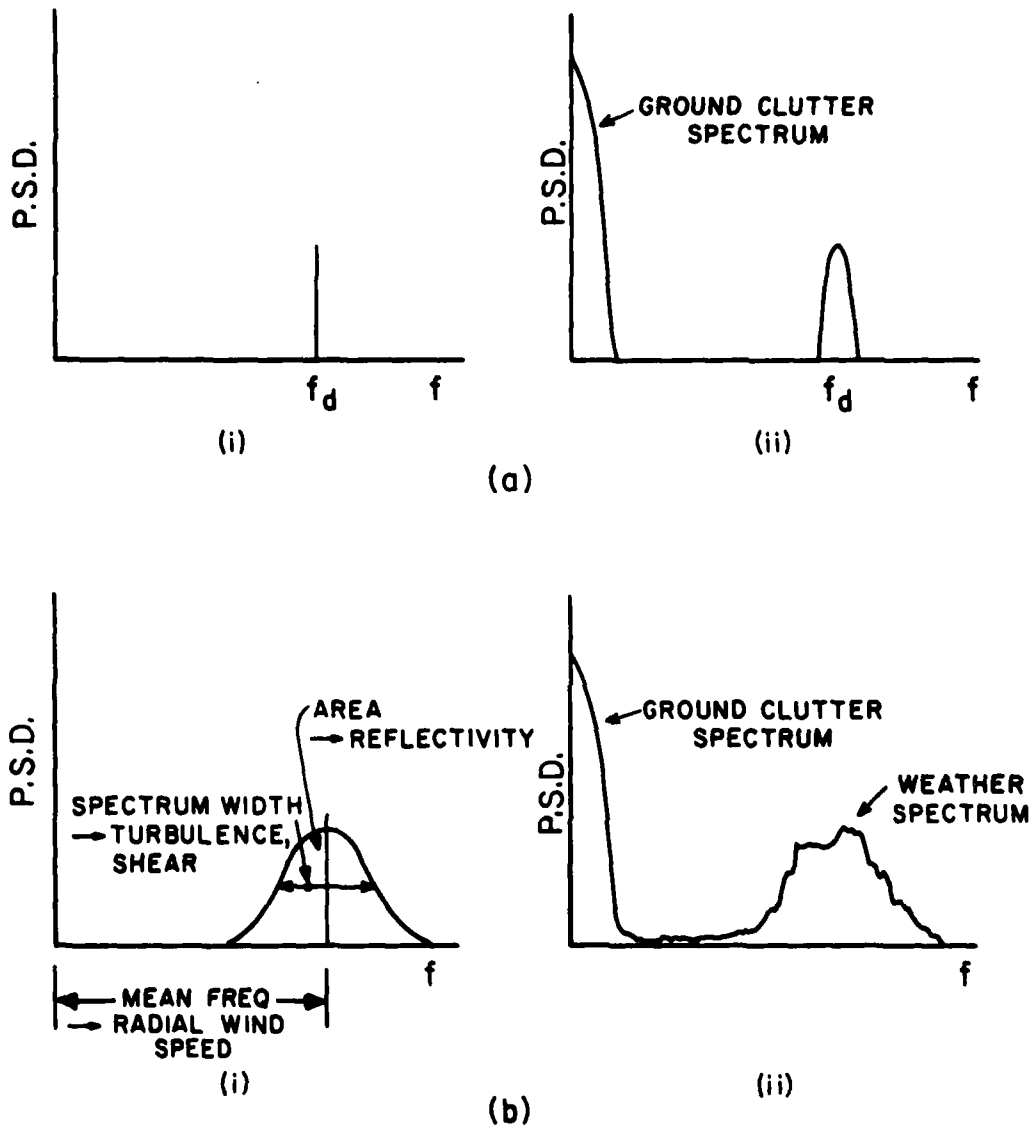 P.S.D.
f_d
f
(i)
P.S.D.
GROUND CLUTTER
SPECTRUM
f_d
f
(ii)
(a)
P.S.D.
AREA
→ REFLECTIVITY
SPECTRUM WIDTH
→ TURBULENCE,
SHEAR
f
MEAN FREQ
→ RADIAL WIND
SPEED
(i)
P.S.D.
GROUND CLUTTER
SPECTRUM
WEATHER
SPECTRUM
f
(ii)
(b)